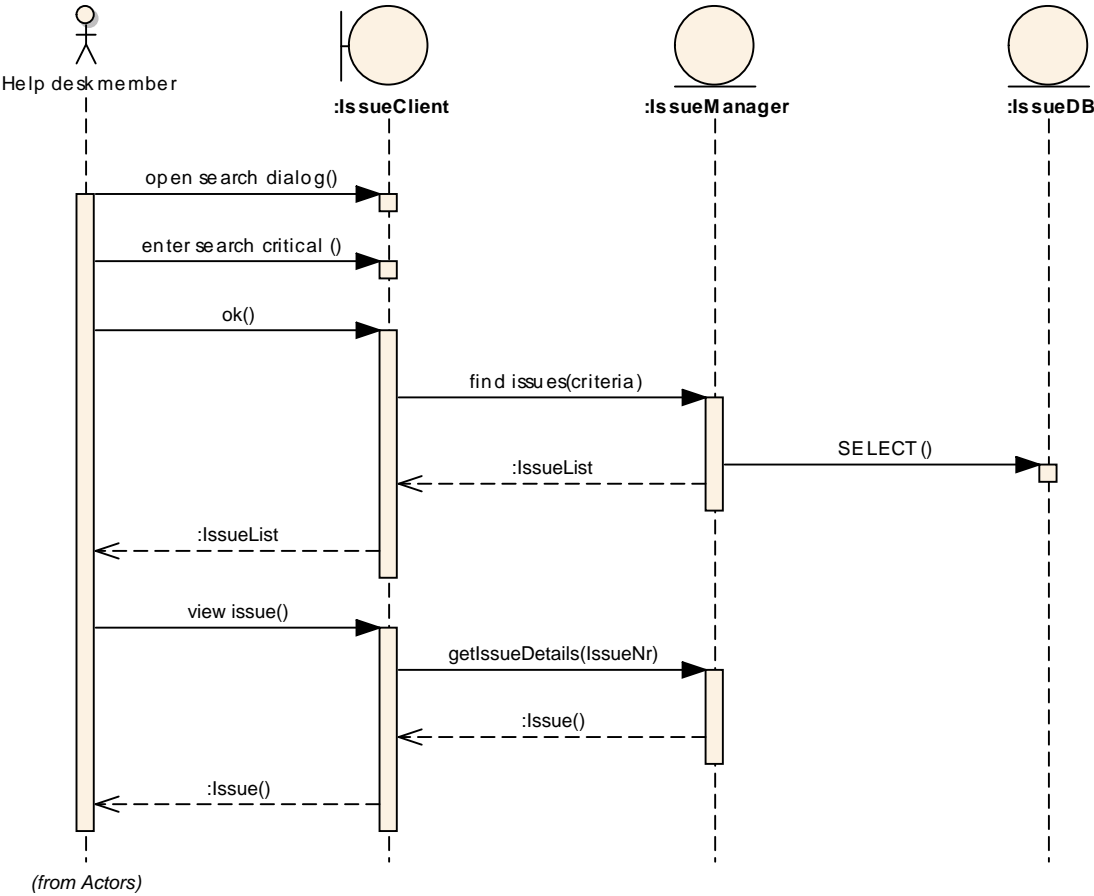 Help desk member
:IssueClient
:IssueManager
:IssueDB
open search dialog()
enter search critical ()
ok()
find issues(criteria)
SELECT()
:IssueList
:IssueList
view issue()
getIssueDetails(IssueNr)
:Issue()
:Issue()
(from Actors)